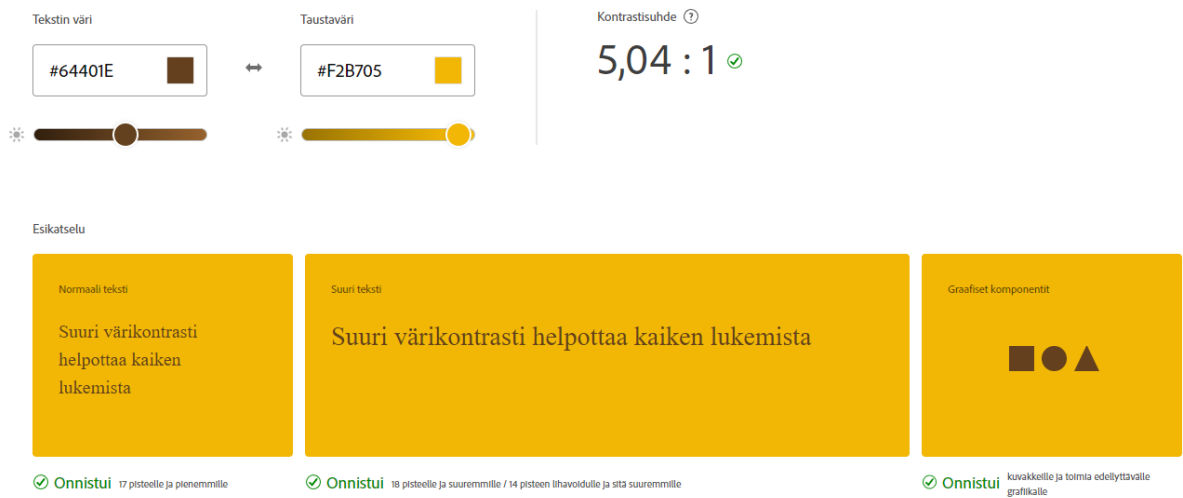 Tekstin väri
Taustaväri
Kontrastisuhde ?
#64401E
#F2B705
5,04 : 1
Esikatselu
Normaali teksti
Suuri värikontrasti
helpottaa kaiken
lukemista
Suuri teksti
Suuri värikontrasti helpottaa kaiken lukemista
Graafiset komponentit
Onnistui 17 pisteelle ja pienemmille
Onnistui 18 pisteelle ja suuremmille / 14 pisteen lihavoidulle ja sitä suuremmille
Onnistui kuvakkeille ja toimia edellyttävälle
grafiikalle